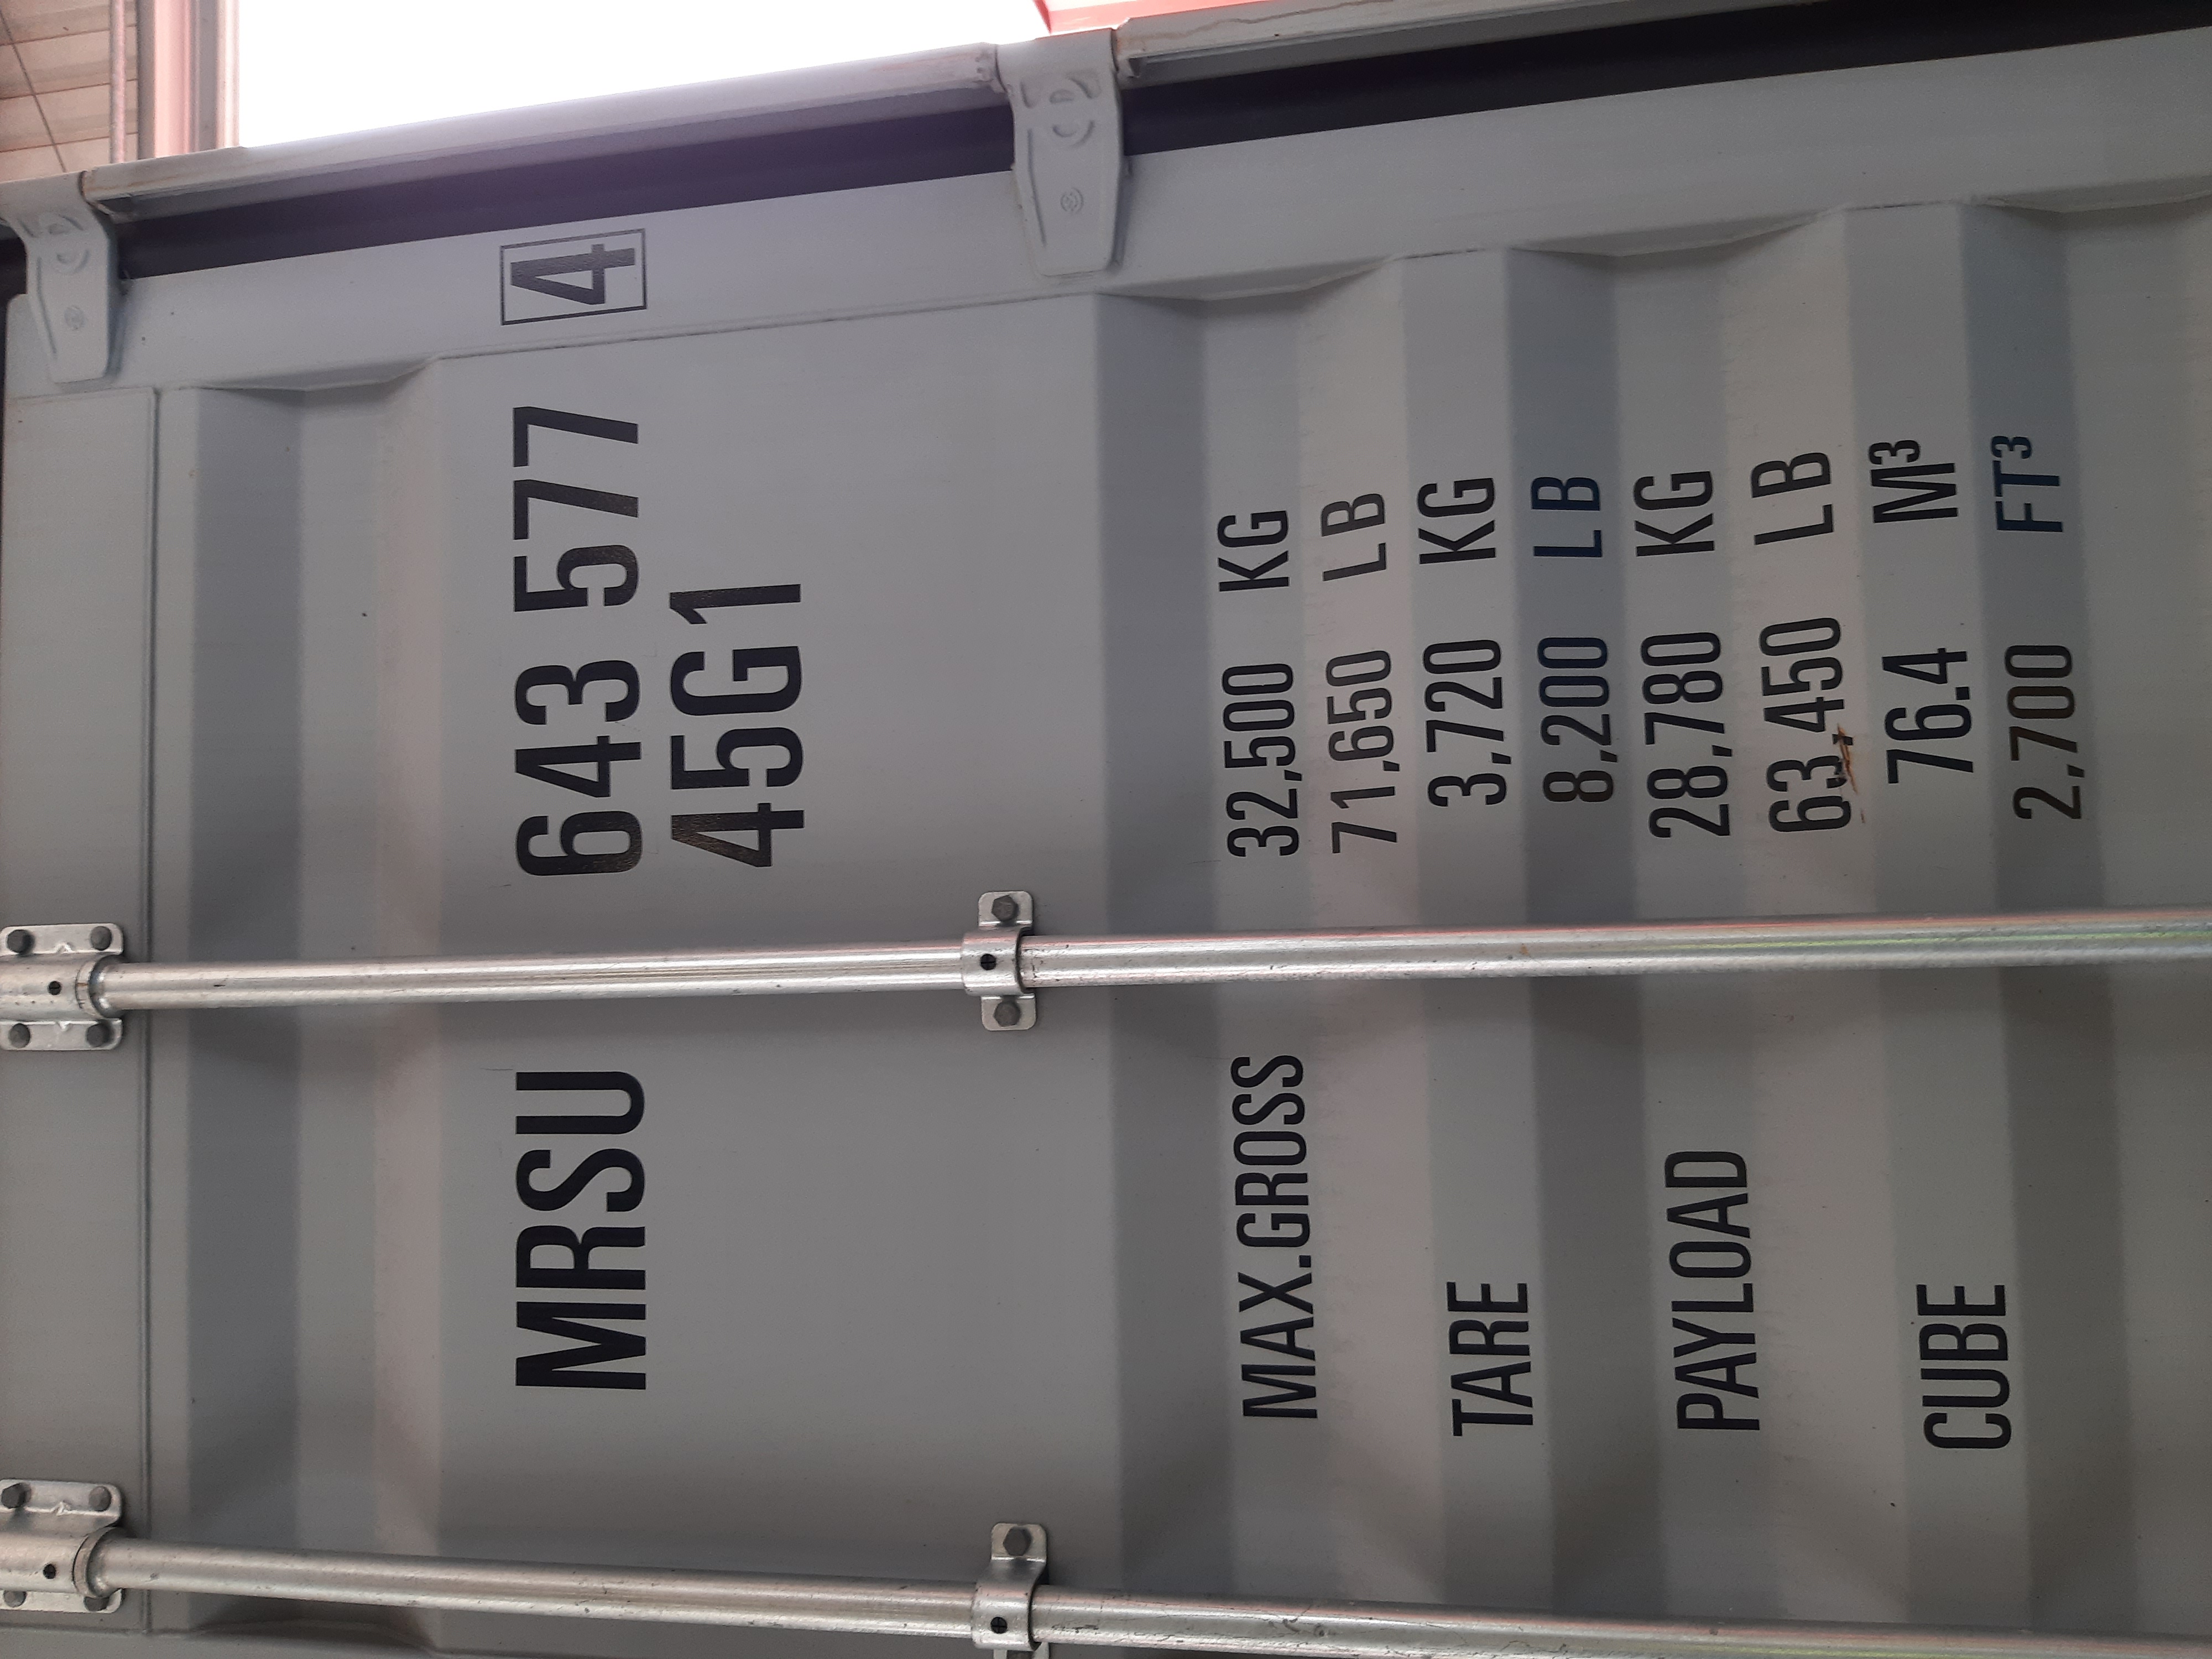 MRSU 643 577 4
45G1
MAX.GROSS 32,500 KG
71,650 LB
TARE 3,720 KG
8,200 LB
PAYLOAD 28,780 KG
63,450 LB
CUBE 76.4 M³
2,700 FT³